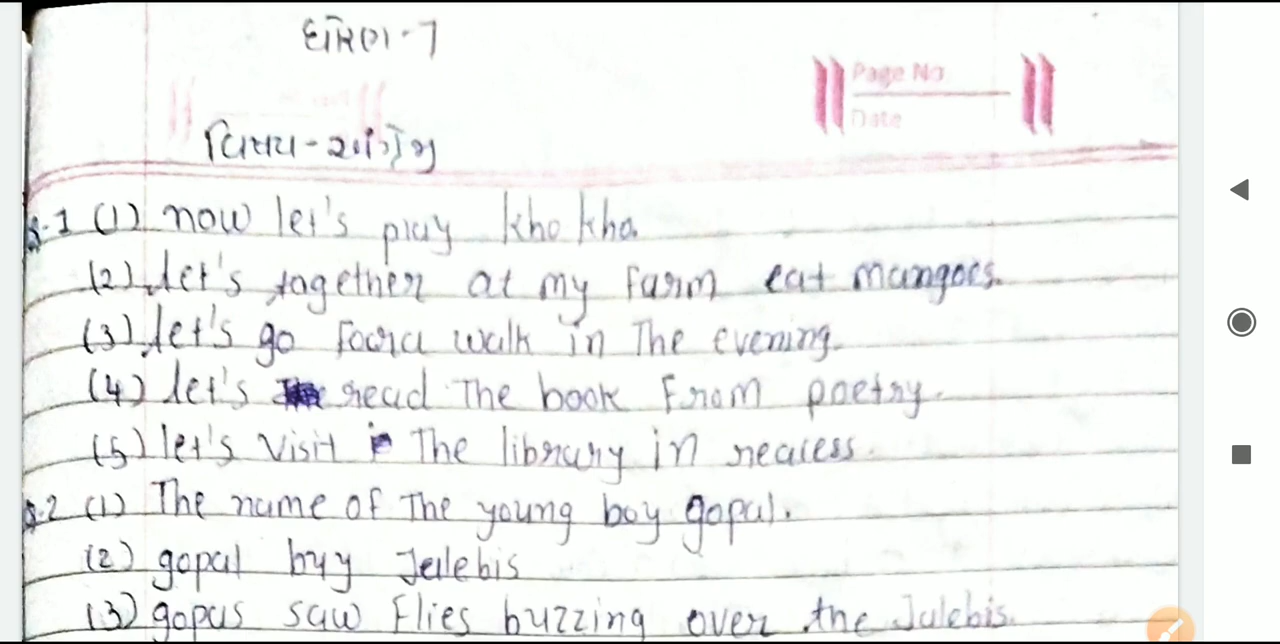 ધોરણ-7
Page No
Date
વિષય-અંગ્રેજી
Q.1 (1) now let's play kho kho.
(2) let's together at my farm eat mangoes.
(3) let's go for a walk in The evening.
(4) let's read The book From poetry.
(5) let's visit The library in recess.
Q.2 (1) The name of The young boy gopal.
(2) gopal buy Jalebis
(3) gopas saw Flies buzzing over the Jalebis.